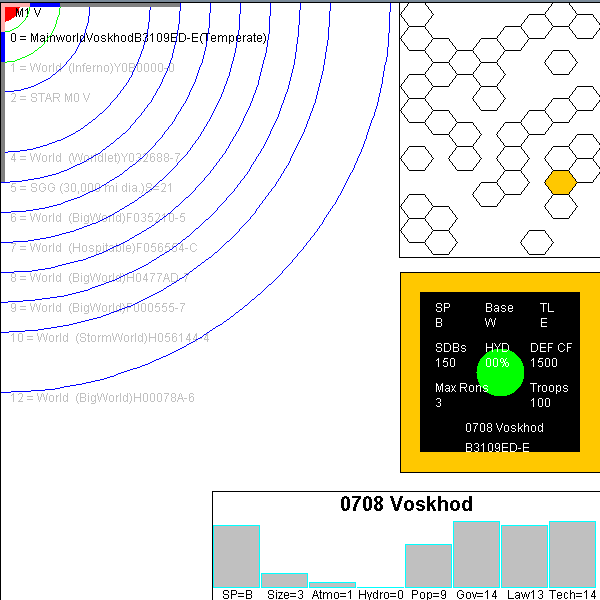 M1 V
0 = MainworldVoskhodB3109ED-E(Temperate)
1 = World (Inferno)Y0B0000-0
2 = STAR M0 V
4 = World (Worldlet)Y022688-7
5 = SGG (30,000 mi dia.)S=21
6 = World (BigWorld)F035210-5
7 = World (Hospitable)F056584-C
8 = World (BigWorld)H0477AD-7
9 = World (BigWorld)F000555-7
10 = World (StormWorld)H056144-4
12 = World (BigWorld)H00078A-6
SP Base TL
B W E
SDBs HYD DEF CF
150 00% 1500
Max Rons Troops
3 100
0708 Voskhod
B3109ED-E
0708 Voskhod
SP=B Size=3 Atmo=1 Hydro=0 Pop=9 Gov=14 Law13 Tech=14